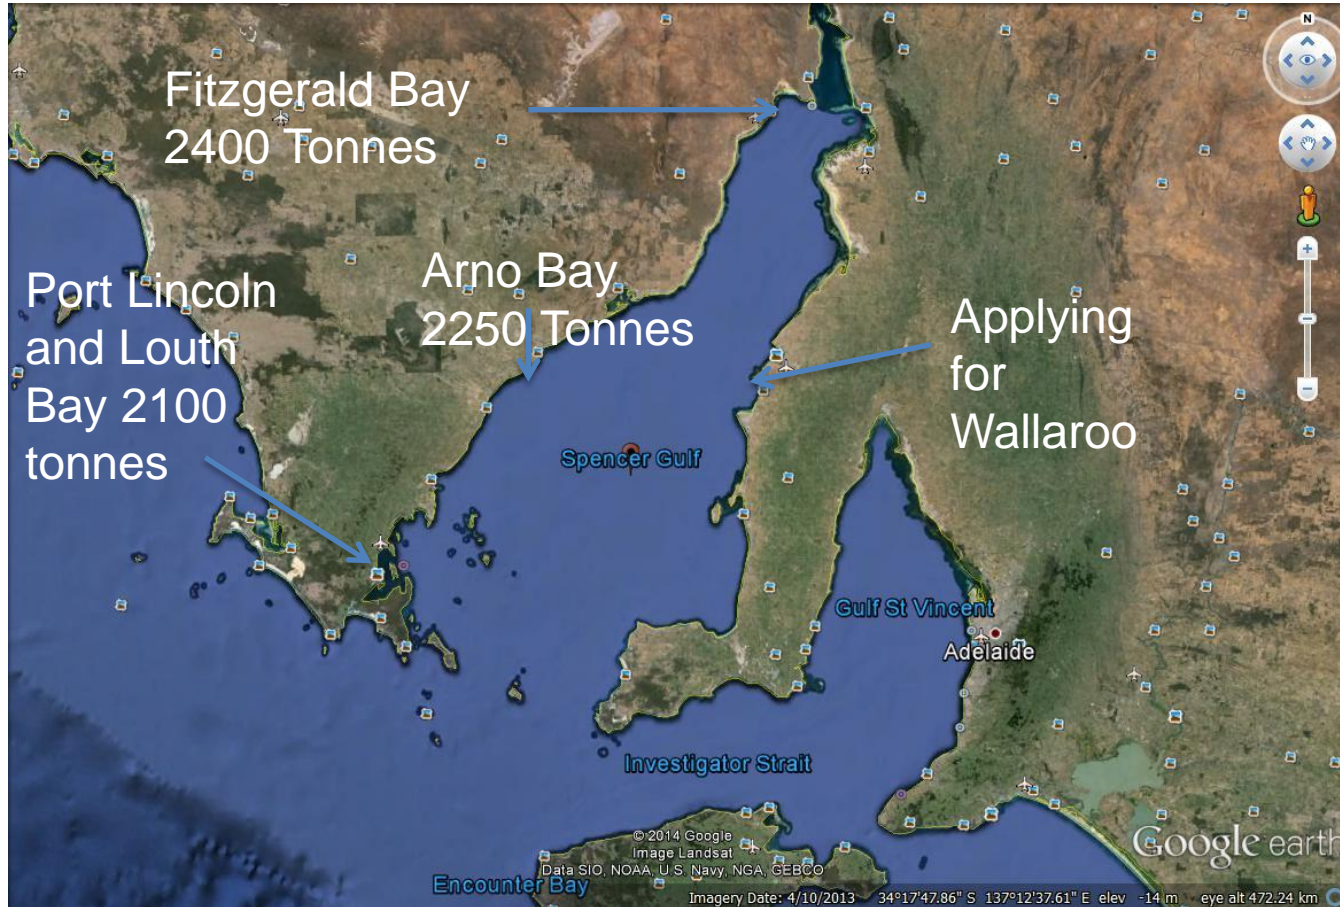 N
Fitzgerald Bay
2400 Tonnes
Arno Bay
2250 Tonnes
Port Lincoln
and Louth
Bay 2100
tonnes
Applying
for
Wallaroo
Spencer Gulf
Gulf St Vincent
Adelaide
Investigator Strait
© 2014 Google
Image Landsat
Data SIO, NOAA, U.S. Navy, NGA, GEBCO
Encounter Bay
Google earth
Imagery Date: 4/10/2013 34°17'47.86" S 137°12'37.61" E elev -14 m eye alt 472.24 km